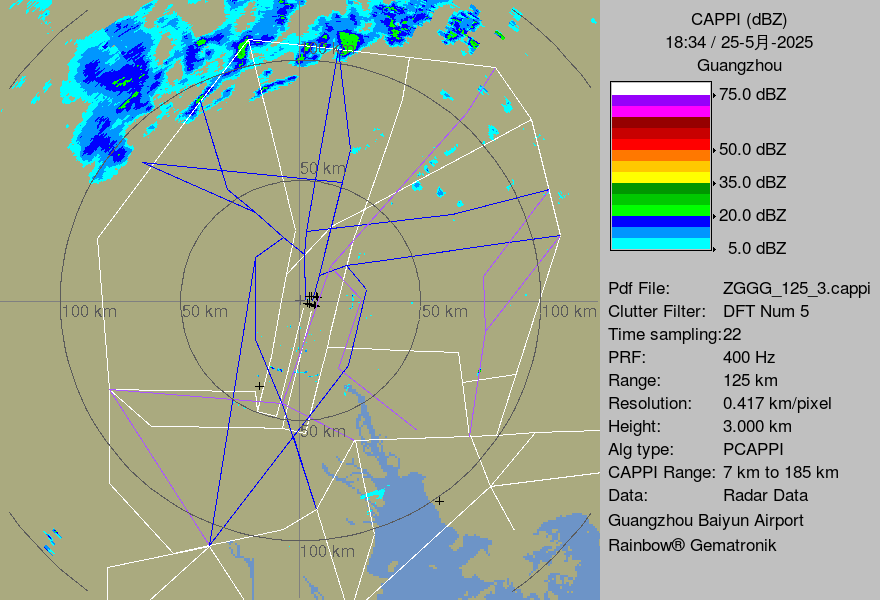 CAPPI (dBZ)
18:34 / 25-5月-2025
Guangzhou
75.0 dBZ
50.0 dBZ
35.0 dBZ
20.0 dBZ
5.0 dBZ
Pdf File: ZGGG_125_3.cappi
Clutter Filter: DFT Num 5
Time sampling:22
PRF: 400 Hz
Range: 125 km
Resolution: 0.417 km/pixel
Height: 3.000 km
Alg type: PCAPPI
CAPPI Range: 7 km to 185 km
Data: Radar Data
Guangzhou Baiyun Airport
Rainbow® Gematronik
50 km
100 km
50 km
50 km
100 km
50 km
100 km